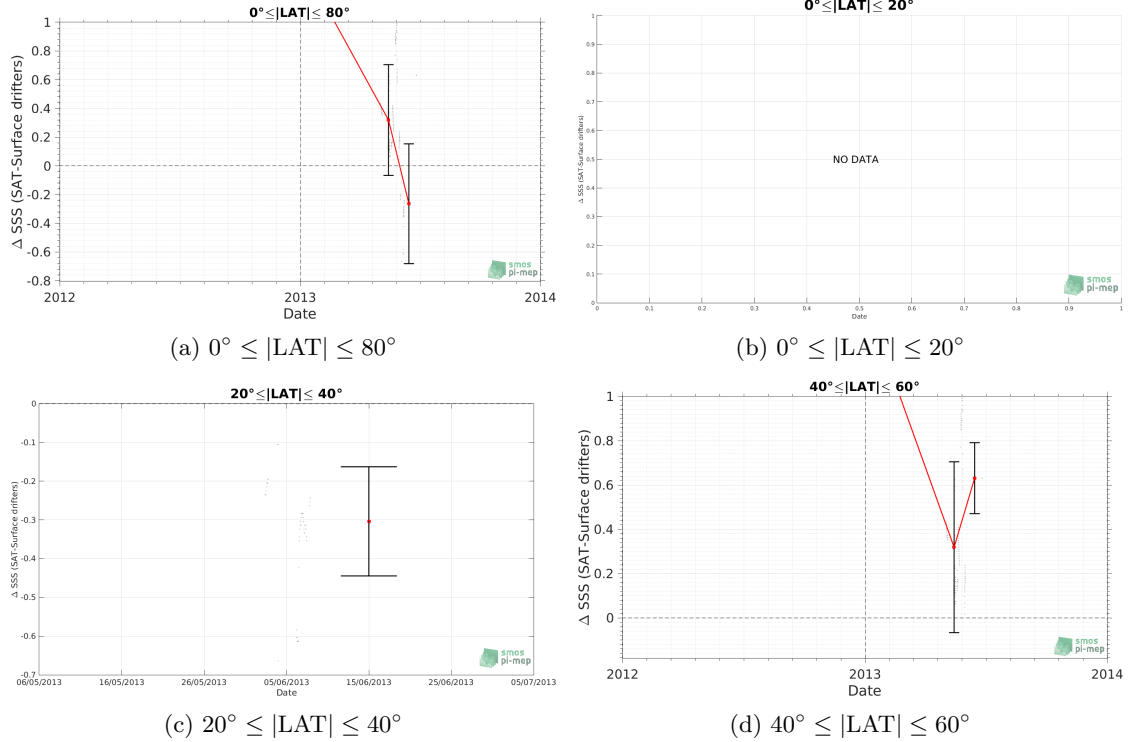 0°≤|LAT|≤ 80°
1
0.8
0.6
0.4
0.2
0
-0.2
-0.4
-0.6
-0.8
Δ SSS (SAT-Surface drifters)
2012 2013 2014
Date
smos
pi-mep
(a) 0° ≤ |LAT| ≤ 80°
0°≤|LAT|≤ 20°
1
0.9
0.8
0.7
0.6
0.5
0.4
0.3
0.2
0.1
0
Δ SSS (SAT-Surface drifters)
NO DATA
0 0.1 0.2 0.3 0.4 0.5 0.6 0.7 0.8 0.9 1
Date
smos
pi-mep
(b) 0° ≤ |LAT| ≤ 20°
20°≤|LAT|≤ 40°
0
-0.1
-0.2
-0.3
-0.4
-0.5
-0.6
-0.7
Δ SSS (SAT-Surface drifters)
06/05/2013 16/05/2013 26/05/2013 05/06/2013 15/06/2013 25/06/2013 05/07/2013
Date
smos
pi-mep
(c) 20° ≤ |LAT| ≤ 40°
40°≤|LAT|≤ 60°
1
0.8
0.6
0.4
0.2
0
Δ SSS (SAT-Surface drifters)
2012 2013 2014
Date
smos
pi-mep
(d) 40° ≤ |LAT| ≤ 60°